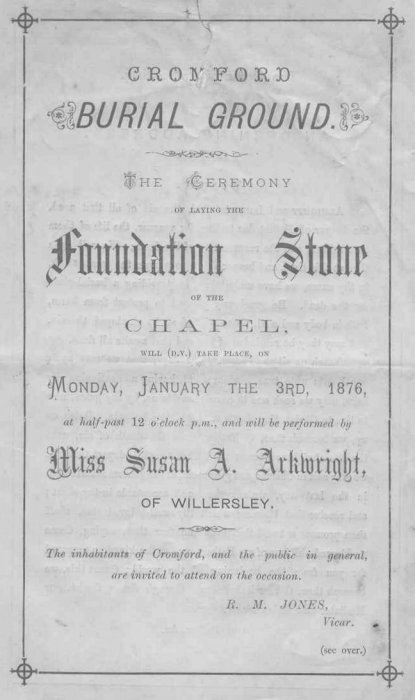 CROMFORD
BURIAL GROUND.
THE CEREMONY
OF LAYING THE
Foundation Stone
OF THE
CHAPEL,
WILL (D.V.) TAKE PLACE, ON
MONDAY, JANUARY THE 3RD, 1876,
at half-past 12 o'clock p.m., and will be performed by
Miss Susan A. Arkwright,
OF WILLERSLEY.
The inhabitants of Cromford, and the public in general,
are invited to attend on the occasion.
R. M. JONES,
Vicar.
(see over.)